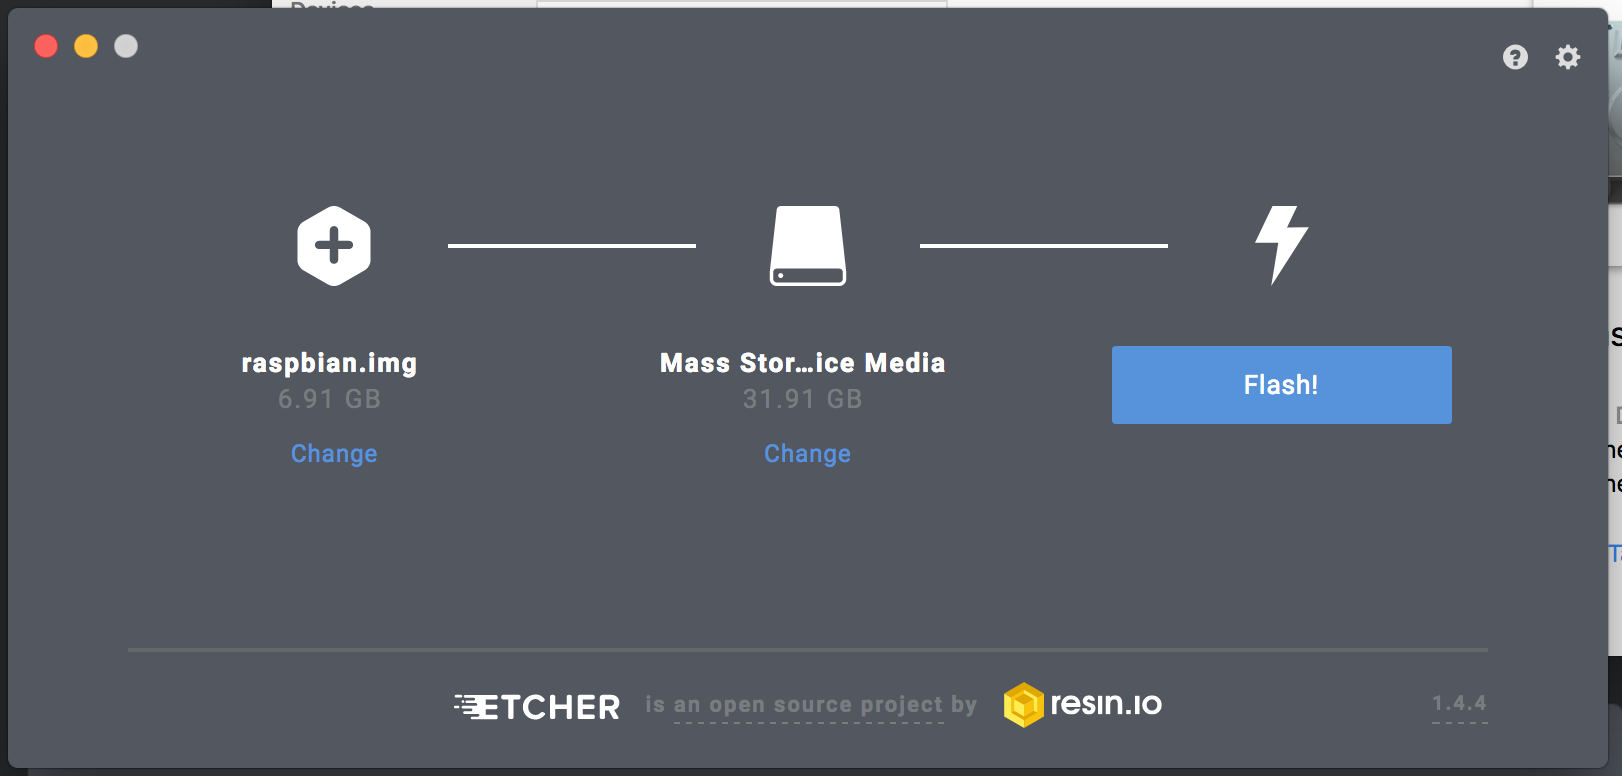 Devices
raspbian.img
6.91 GB
Change
Mass Stor...ice Media
31.91 GB
Change
Flash!
ETCHER is an open source project by resin.io
1.4.4